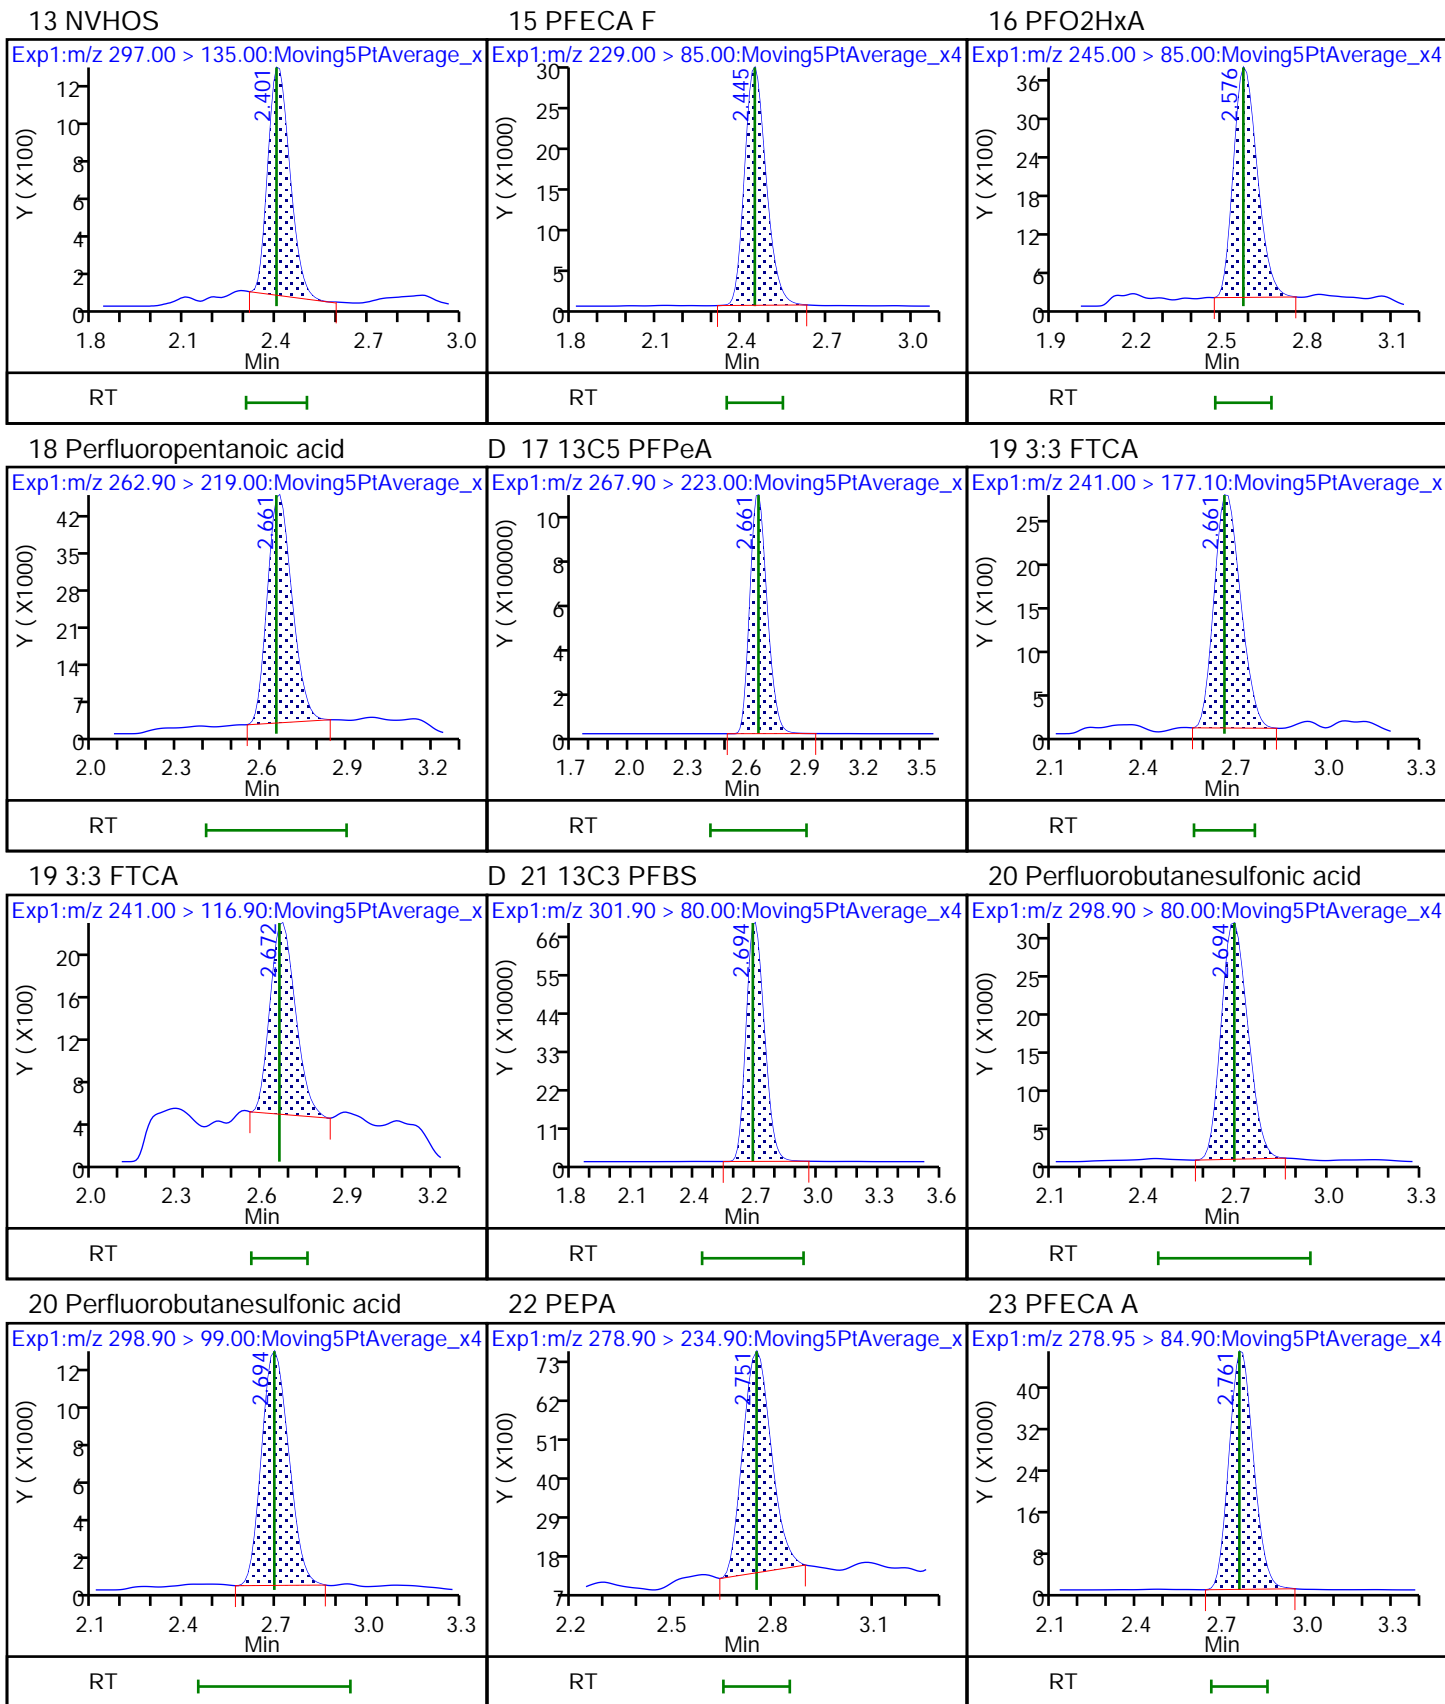 13 NVHOS
Exp1:m/z 297.00 > 135.00:Moving5PtAverage_x
2.401
Y ( X100)
12
10
8
6
4
2
0
1.8 2.1 2.4 2.7 3.0
Min
RT
15 PFECA F
Exp1:m/z 229.00 > 85.00:Moving5PtAverage_x4
2.445
Y ( X1000)
30
25
20
15
10
5
0
1.8 2.1 2.4 2.7 3.0
Min
RT
16 PFO2HxA
Exp1:m/z 245.00 > 85.00:Moving5PtAverage_x4
2.576
Y ( X100)
36
30
24
18
12
6
0
1.9 2.2 2.5 2.8 3.1
Min
RT
18 Perfluoropentanoic acid
Exp1:m/z 262.90 > 219.00:Moving5PtAverage_x
2.661
Y ( X1000)
42
35
28
21
14
7
0
2.0 2.3 2.6 2.9 3.2
Min
RT
D 17 13C5 PFPeA
Exp1:m/z 267.90 > 223.00:Moving5PtAverage_x
2.661
Y ( X100000)
10
8
6
4
2
0
1.7 2.0 2.3 2.6 2.9 3.2 3.5
Min
RT
19 3:3 FTCA
Exp1:m/z 241.00 > 177.10:Moving5PtAverage_x
2.661
Y ( X100)
25
20
15
10
5
0
2.1 2.4 2.7 3.0 3.3
Min
RT
19 3:3 FTCA
Exp1:m/z 241.00 > 116.90:Moving5PtAverage_x
2.672
Y ( X100)
20
16
12
8
4
0
2.0 2.3 2.6 2.9 3.2
Min
RT
D 21 13C3 PFBS
Exp1:m/z 301.90 > 80.00:Moving5PtAverage_x4
2.694
Y ( X10000)
66
55
44
33
22
11
0
1.8 2.1 2.4 2.7 3.0 3.3 3.6
Min
RT
20 Perfluorobutanesulfonic acid
Exp1:m/z 298.90 > 80.00:Moving5PtAverage_x4
2.694
Y ( X1000)
30
25
20
15
10
5
0
2.1 2.4 2.7 3.0 3.3
Min
RT
20 Perfluorobutanesulfonic acid
Exp1:m/z 298.90 > 99.00:Moving5PtAverage_x4
2.694
Y ( X1000)
12
10
8
6
4
2
0
2.1 2.4 2.7 3.0 3.3
Min
RT
22 PEPA
Exp1:m/z 278.90 > 234.90:Moving5PtAverage_x
2.751
Y ( X100)
73
62
51
40
29
18
7
2.2 2.5 2.8 3.1
Min
RT
23 PFECA A
Exp1:m/z 278.95 > 84.90:Moving5PtAverage_x4
2.761
Y ( X1000)
40
32
24
16
8
0
2.1 2.4 2.7 3.0 3.3
Min
RT